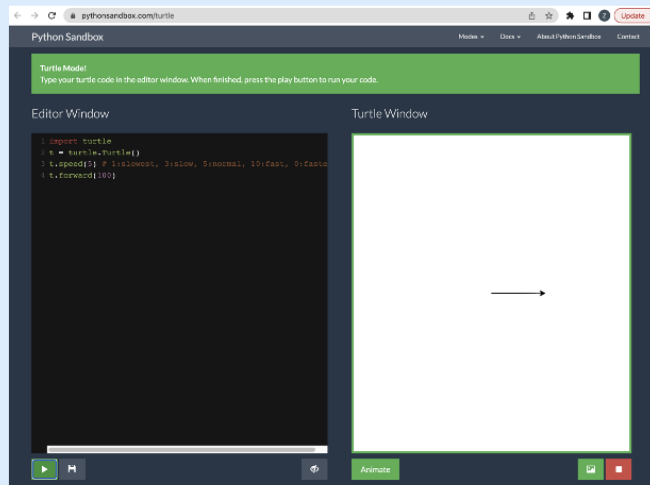 pythonsandbox.com/turtle
Z
Update
Python Sandbox
Modes
Docs
About Python Sandbox
Contact
Turtle Mode!
Type your turtle code in the editor window. When finished, press the play button to run your code.
Editor Window
Turtle Window
1 import turtle
2 t = turtle.Turtle()
3 t.speed(5) # 1:slowest, 3:slow, 5:normal, 10:fast, 0:faste
4 t.forward(100)
Animate